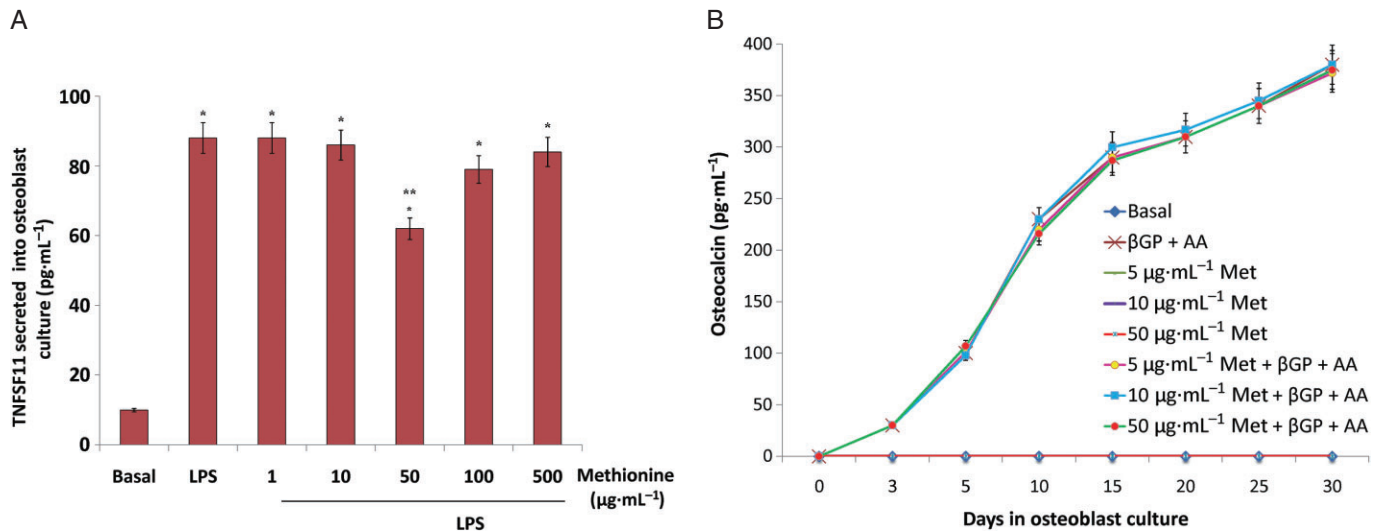 A
TNFSF11 secreted into osteoblast
culture (pg·mL⁻¹)
100
80
60
40
20
0
*
*
*
**
*
*
*
Basal LPS 1 10 50 100 500 Methionine
(µg·mL⁻¹)
LPS
B
Osteocalcin (pg·mL⁻¹)
400
350
300
250
200
150
100
50
0
Basal
βGP + AA
5 µg·mL⁻¹ Met
10 µg·mL⁻¹ Met
50 µg·mL⁻¹ Met
5 µg·mL⁻¹ Met + βGP + AA
10 µg·mL⁻¹ Met + βGP + AA
50 µg·mL⁻¹ Met + βGP + AA
0 3 5 10 15 20 25 30
Days in osteoblast culture